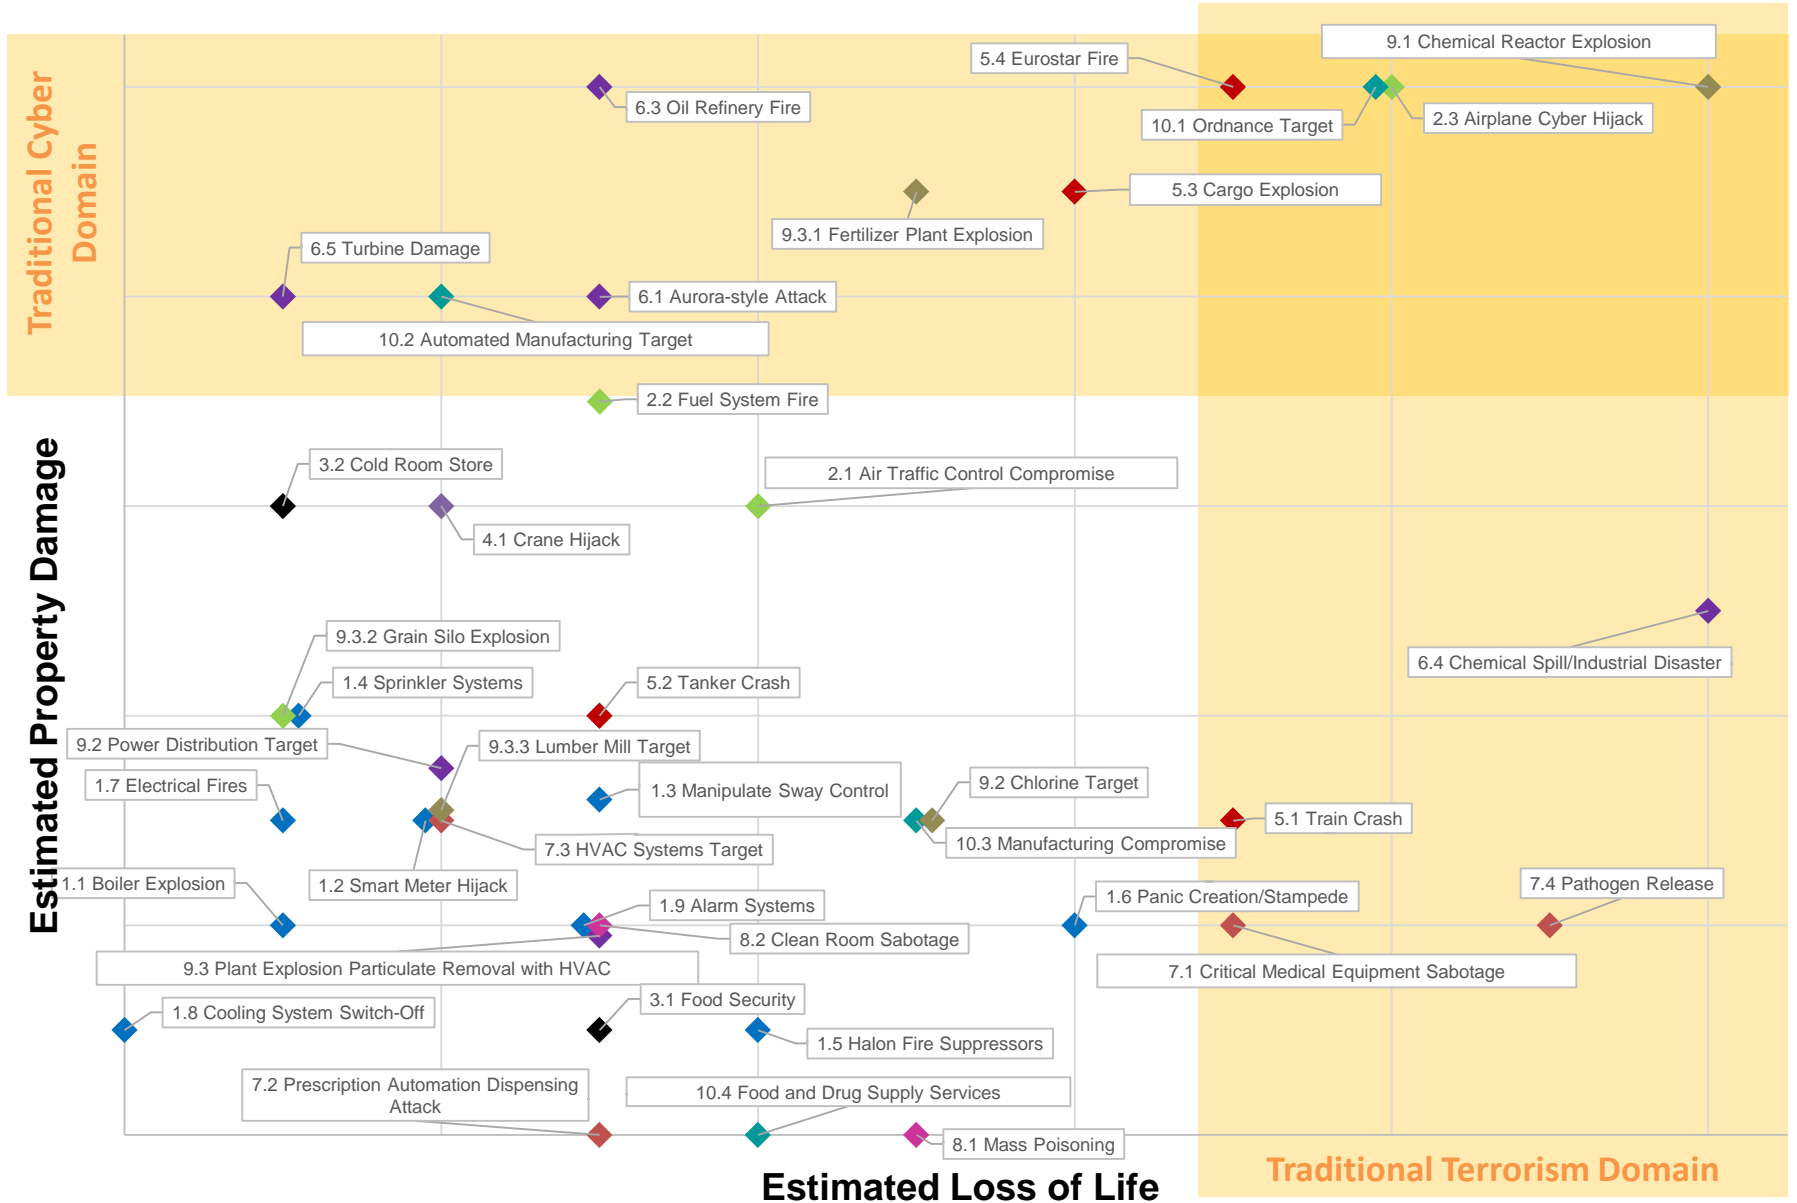 Traditional Cyber
Domain
Estimated Property Damage
9.1 Chemical Reactor Explosion
5.4 Eurostar Fire
6.3 Oil Refinery Fire
10.1 Ordnance Target
2.3 Airplane Cyber Hijack
5.3 Cargo Explosion
9.3.1 Fertilizer Plant Explosion
6.5 Turbine Damage
6.1 Aurora-style Attack
10.2 Automated Manufacturing Target
2.2 Fuel System Fire
3.2 Cold Room Store
2.1 Air Traffic Control Compromise
4.1 Crane Hijack
9.3.2 Grain Silo Explosion
6.4 Chemical Spill/Industrial Disaster
1.4 Sprinkler Systems
5.2 Tanker Crash
9.2 Power Distribution Target
9.3.3 Lumber Mill Target
1.7 Electrical Fires
1.3 Manipulate Sway Control
9.2 Chlorine Target
5.1 Train Crash
7.3 HVAC Systems Target
10.3 Manufacturing Compromise
1.1 Boiler Explosion
1.2 Smart Meter Hijack
1.9 Alarm Systems
1.6 Panic Creation/Stampede
7.4 Pathogen Release
8.2 Clean Room Sabotage
9.3 Plant Explosion Particulate Removal with HVAC
7.1 Critical Medical Equipment Sabotage
3.1 Food Security
1.8 Cooling System Switch-Off
1.5 Halon Fire Suppressors
7.2 Prescription Automation Dispensing
Attack
10.4 Food and Drug Supply Services
8.1 Mass Poisoning
Traditional Terrorism Domain
Estimated Loss of Life